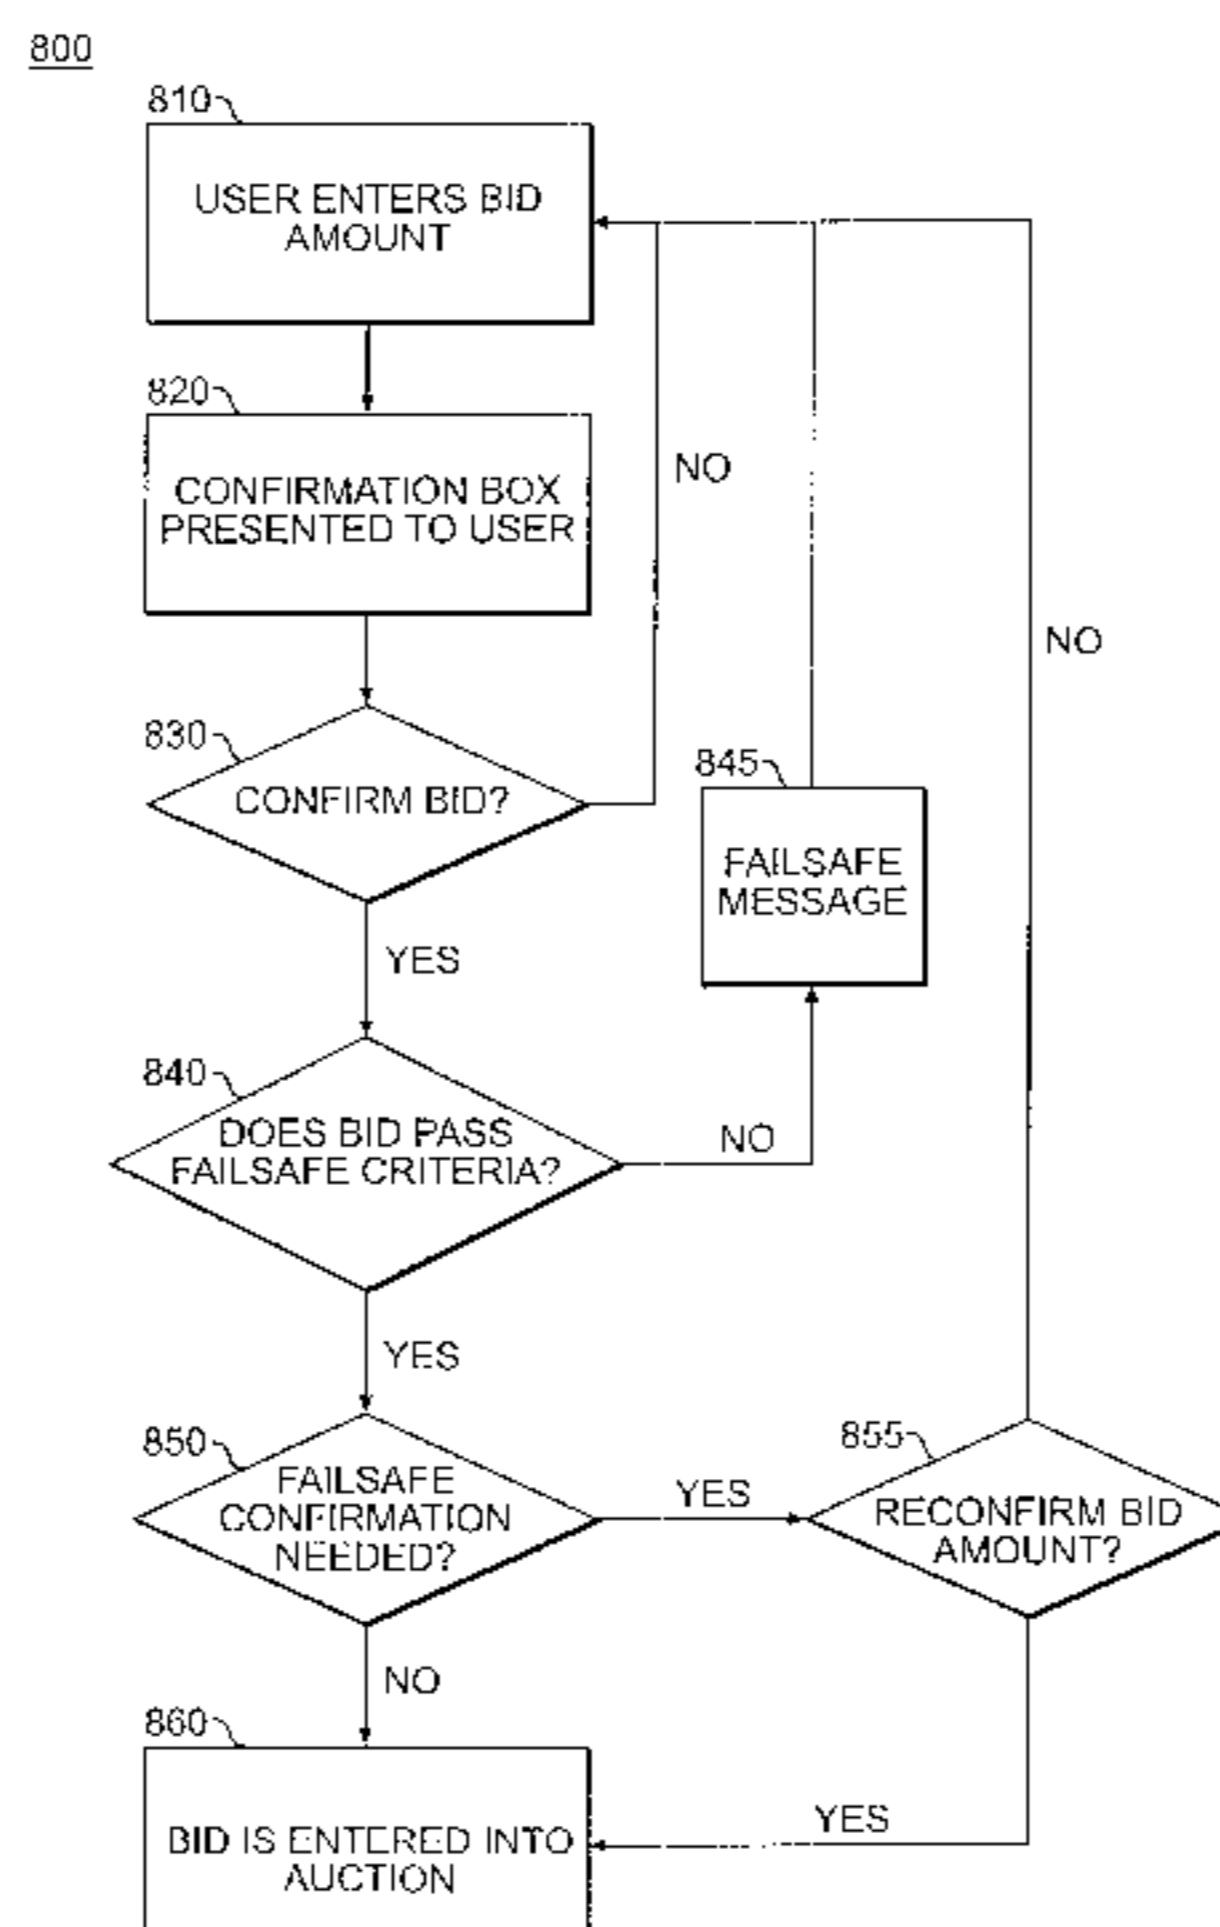 800
810
USER ENTERS BID
AMOUNT
820
CONFIRMATION BOX
PRESENTED TO USER
NO
NO
830
CONFIRM BID?
845
FAILSAFE
MESSAGE
YES
840
DOES BID PASS
FAILSAFE CRITERIA?
NO
YES
850
FAILSAFE
CONFIRMATION
NEEDED?
YES
855
RECONFIRM BID
AMOUNT?
NO
860
BID IS ENTERED INTO
AUCTION
YES